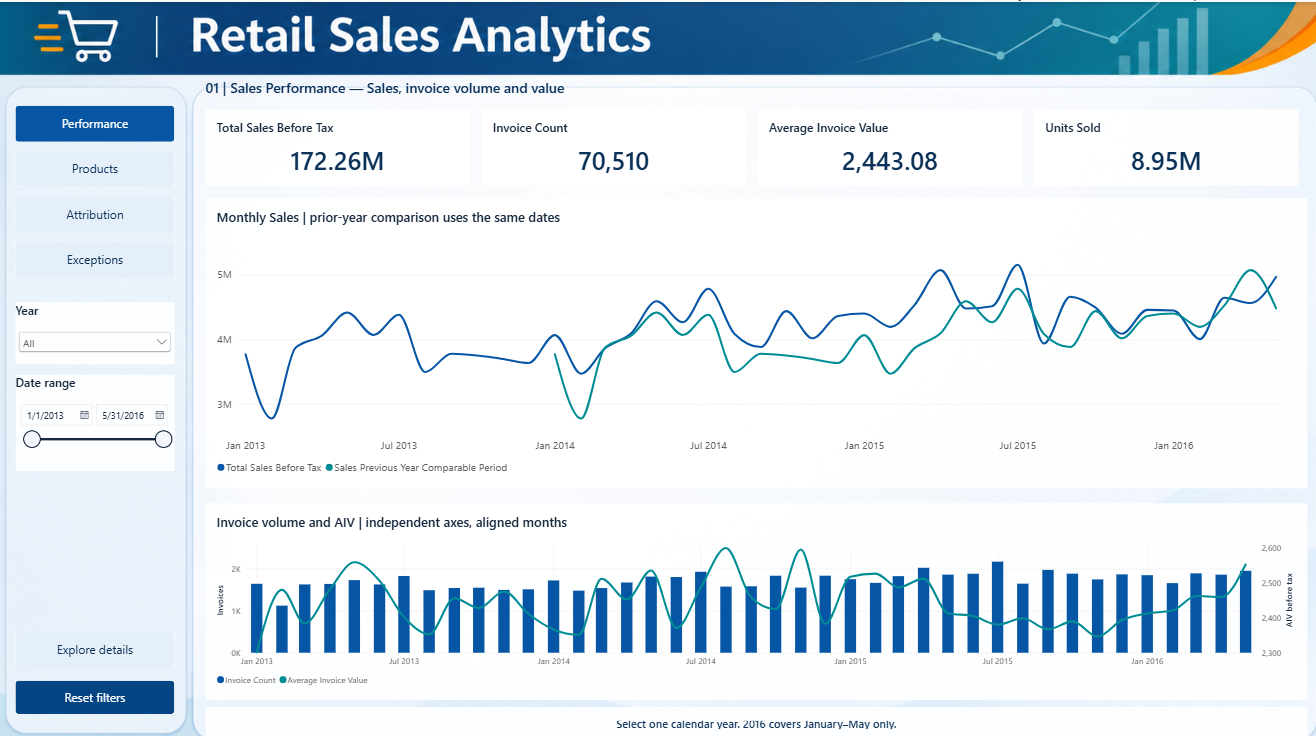 Retail Sales Analytics
01 | Sales Performance — Sales, invoice volume and value
Performance
Products
Attribution
Exceptions
Year
All
Date range
1/1/2013 5/31/2016
Explore details
Reset filters
Total Sales Before Tax
172.26M
Invoice Count
70,510
Average Invoice Value
2,443.08
Units Sold
8.95M
Monthly Sales | prior-year comparison uses the same dates
5M
4M
3M
Jan 2013 Jul 2013 Jan 2014 Jul 2014 Jan 2015 Jul 2015 Jan 2016
Total Sales Before Tax Sales Previous Year Comparable Period
Invoice volume and AIV | independent axes, aligned months
Invoices
2K
1K
0K
2,600
2,500
2,400
2,300
AIV before tax
Jan 2013 Jul 2013 Jan 2014 Jul 2014 Jan 2015 Jul 2015 Jan 2016
Invoice Count Average Invoice Value
Select one calendar year. 2016 covers January–May only.